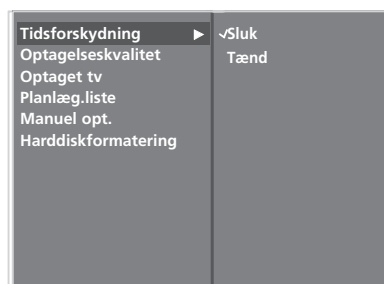 Tidsforskydning ▶
Optagelseskvalitet
Optaget tv
Planlæg.liste
Manuel opt.
Harddiskformatering
✓Sluk
Tænd